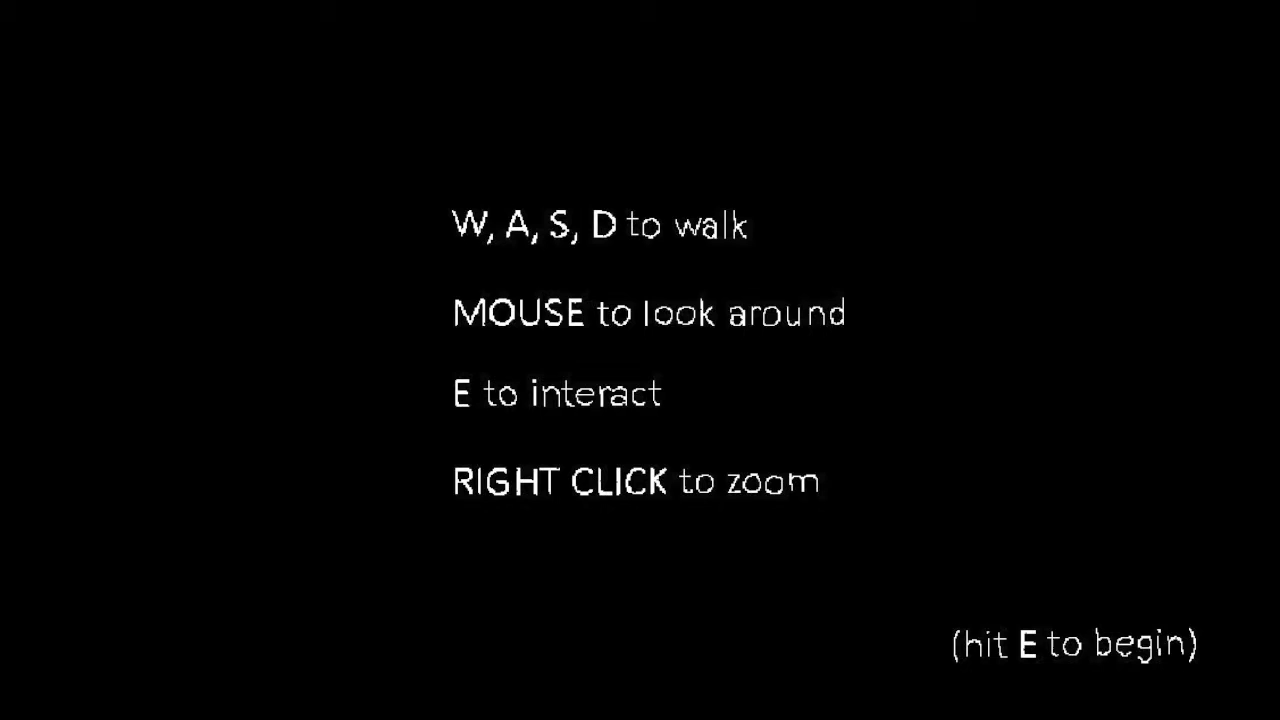 W, A, S, D to walk
MOUSE to look around
E to interact
RIGHT CLICK to zoom
(hit E to begin)